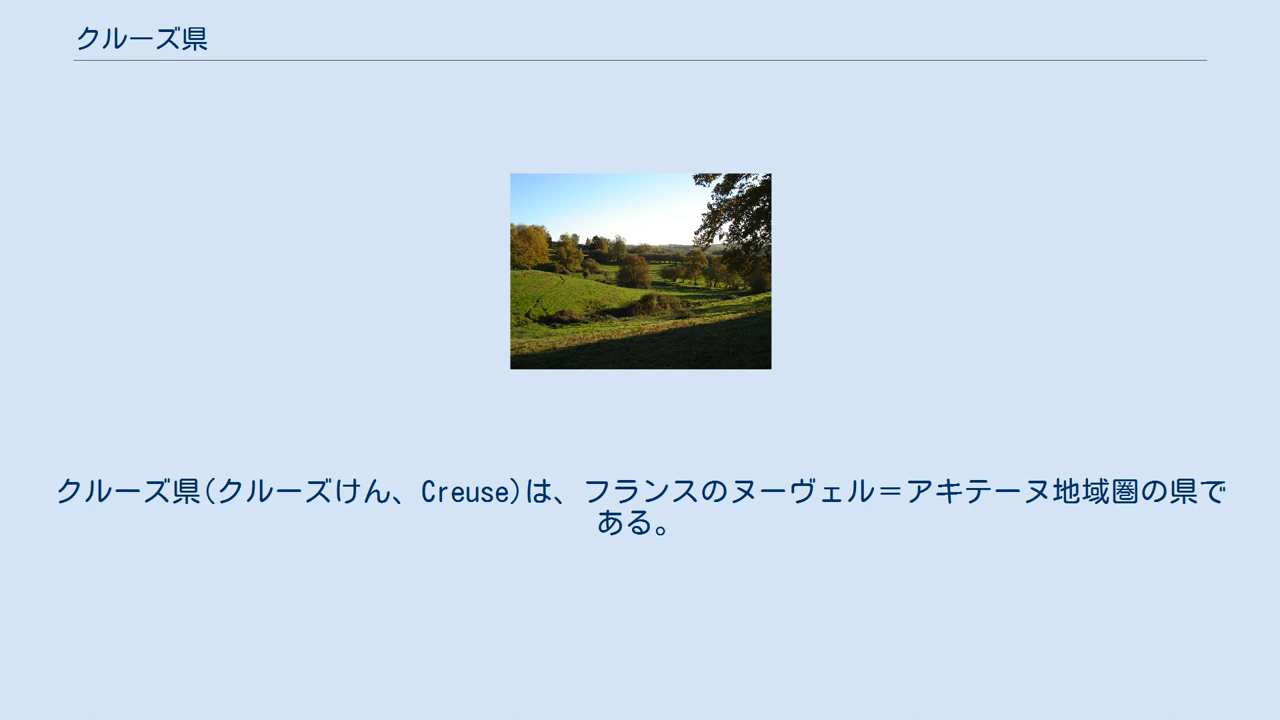 クルーズ県
クルーズ県(クルーズけん、Creuse)は、フランスのヌーヴェル＝アキテーヌ地域圏の県で
ある。